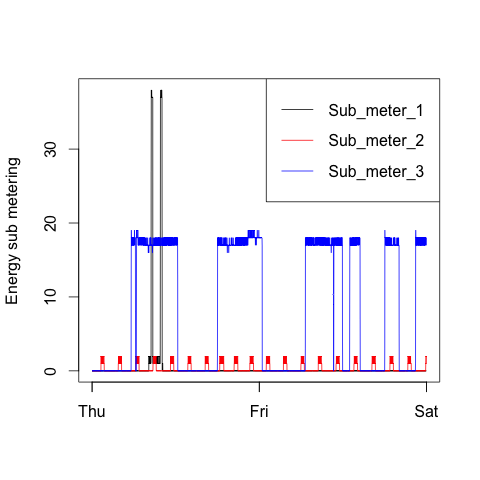 Sub_meter_1
Sub_meter_2
Sub_meter_3
Energy sub metering
30
20
10
0
Thu Fri Sat